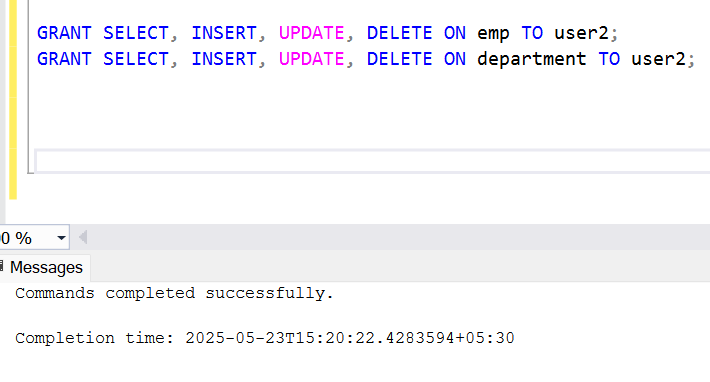 GRANT SELECT, INSERT, UPDATE, DELETE ON emp TO user2;
GRANT SELECT, INSERT, UPDATE, DELETE ON department TO user2;
0 %
Messages
Commands completed successfully.
Completion time: 2025-05-23T15:20:22.4283594+05:30